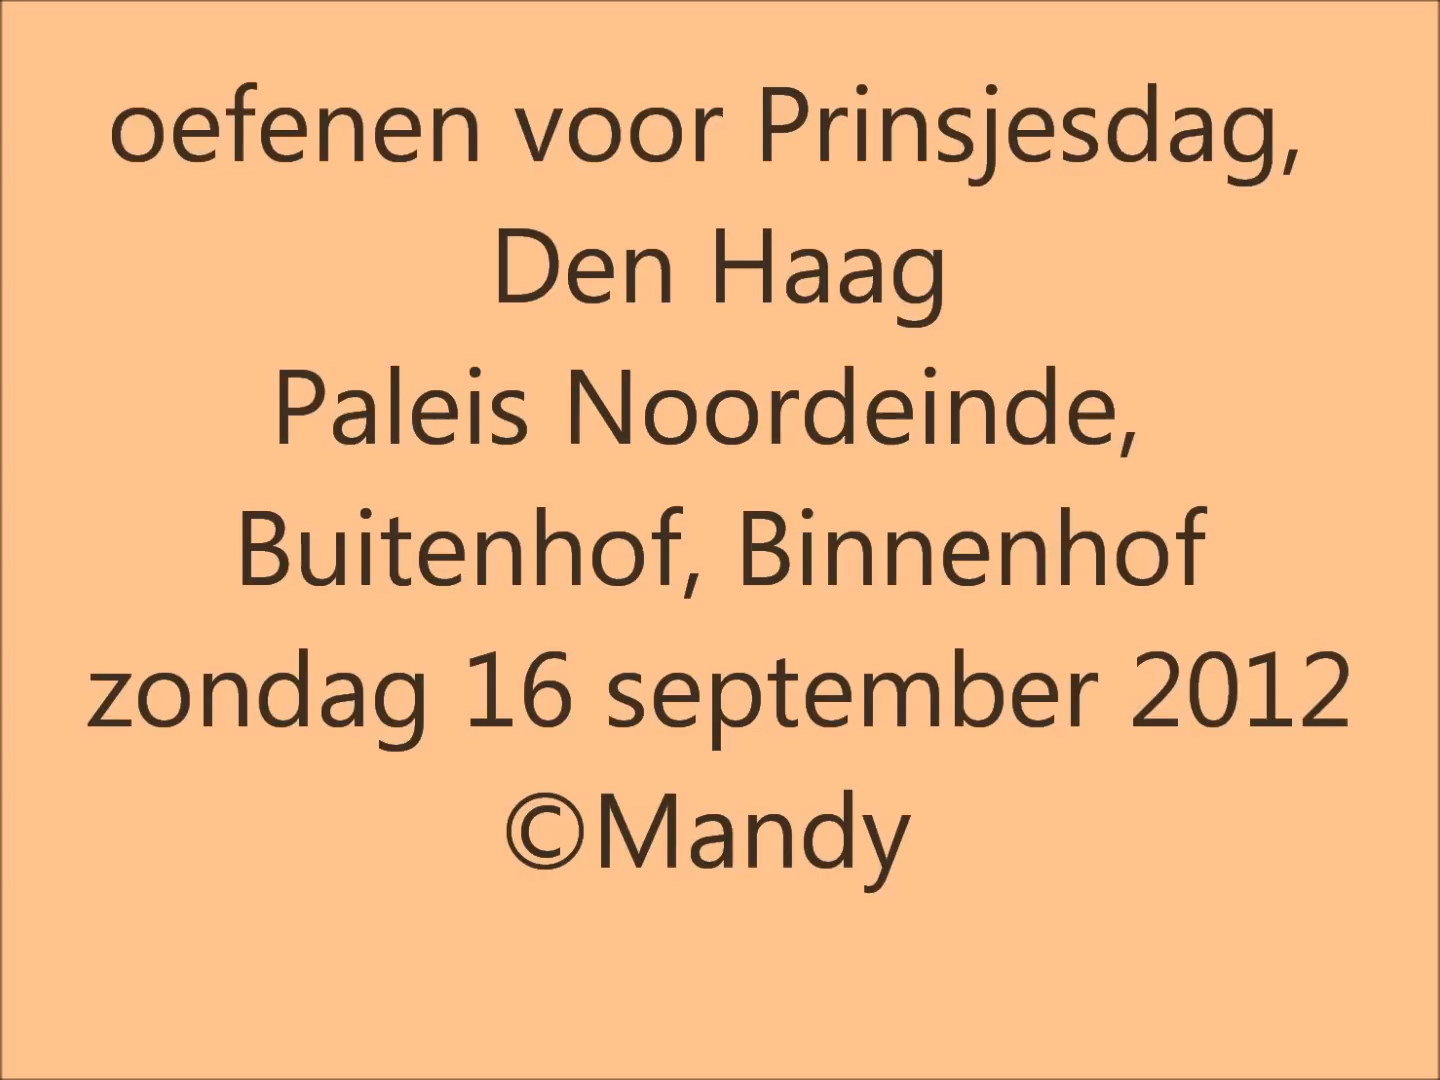 oefenen voor Prinsjesdag,
Den Haag
Paleis Noordeinde,
Buitenhof, Binnenhof
zondag 16 september 2012
©Mandy